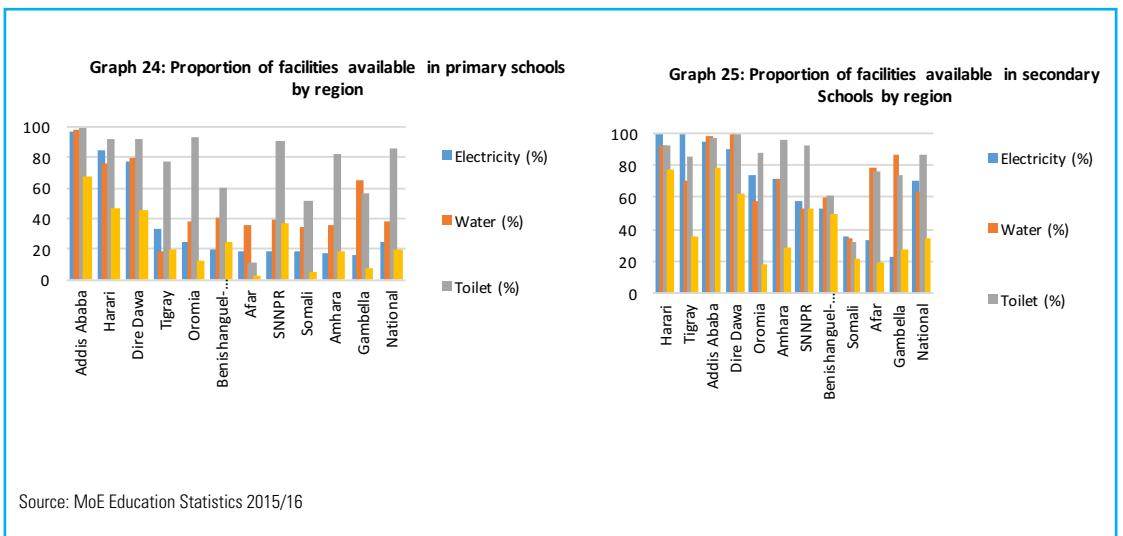 Graph 24: Proportion of facilities available in primary schools
by region
100
80
60
40
20
0
Addis Ababa
Harari
Dire Dawa
Tigray
Oromia
Benishanguel-...
Afar
SNNPR
Somali
Amhara
Gambella
National
Electricity (%)
Water (%)
Toilet (%)
Graph 25: Proportion of facilities available in secondary
Schools by region
100
80
60
40
20
0
Harari
Tigray
Addis Ababa
Dire Dawa
Oromia
Amhara
SNNPR
Benishanguel-...
Somali
Afar
Gambella
National
Electricity (%)
Water (%)
Toilet (%)
Source: MoE Education Statistics 2015/16